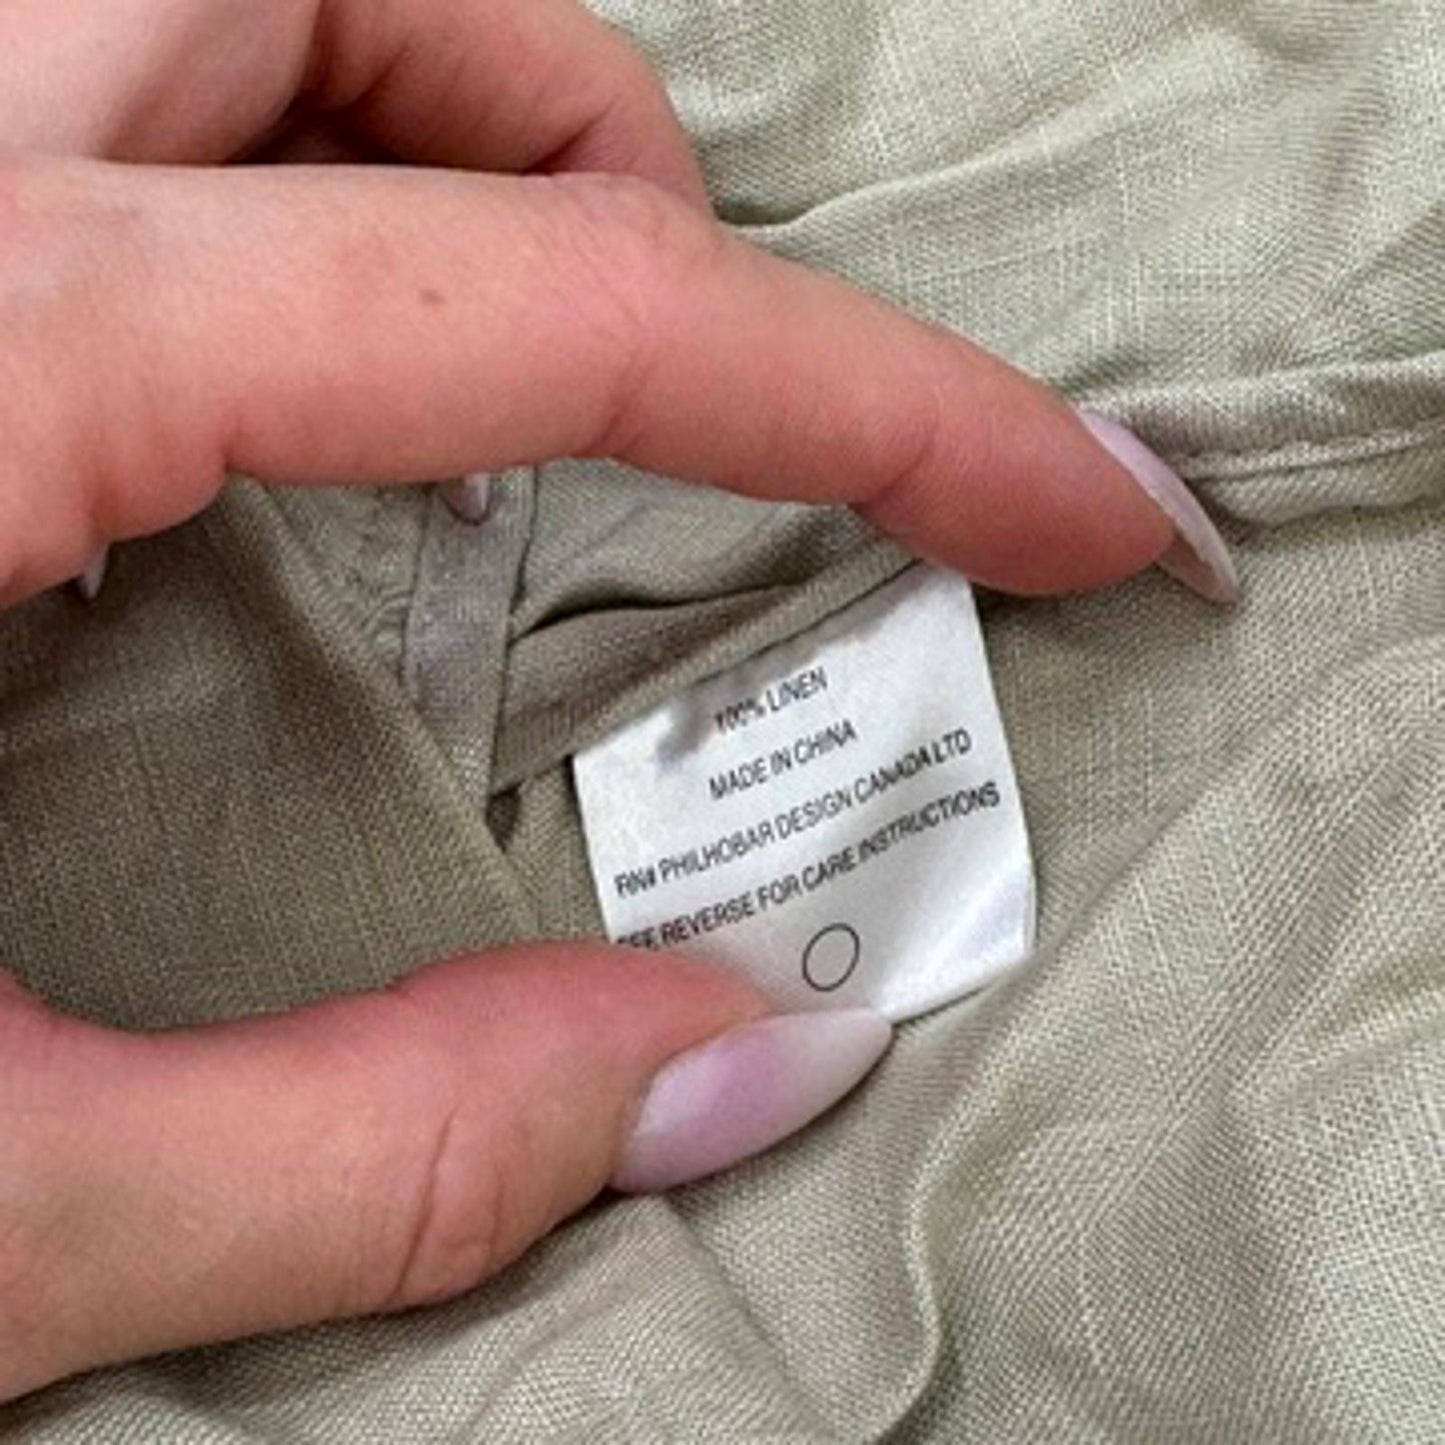 100% LINEN
MADE IN CHINA
RN# PHILHOBAR DESIGN CANADA LTD
SEE REVERSE FOR CARE INSTRUCTIONS